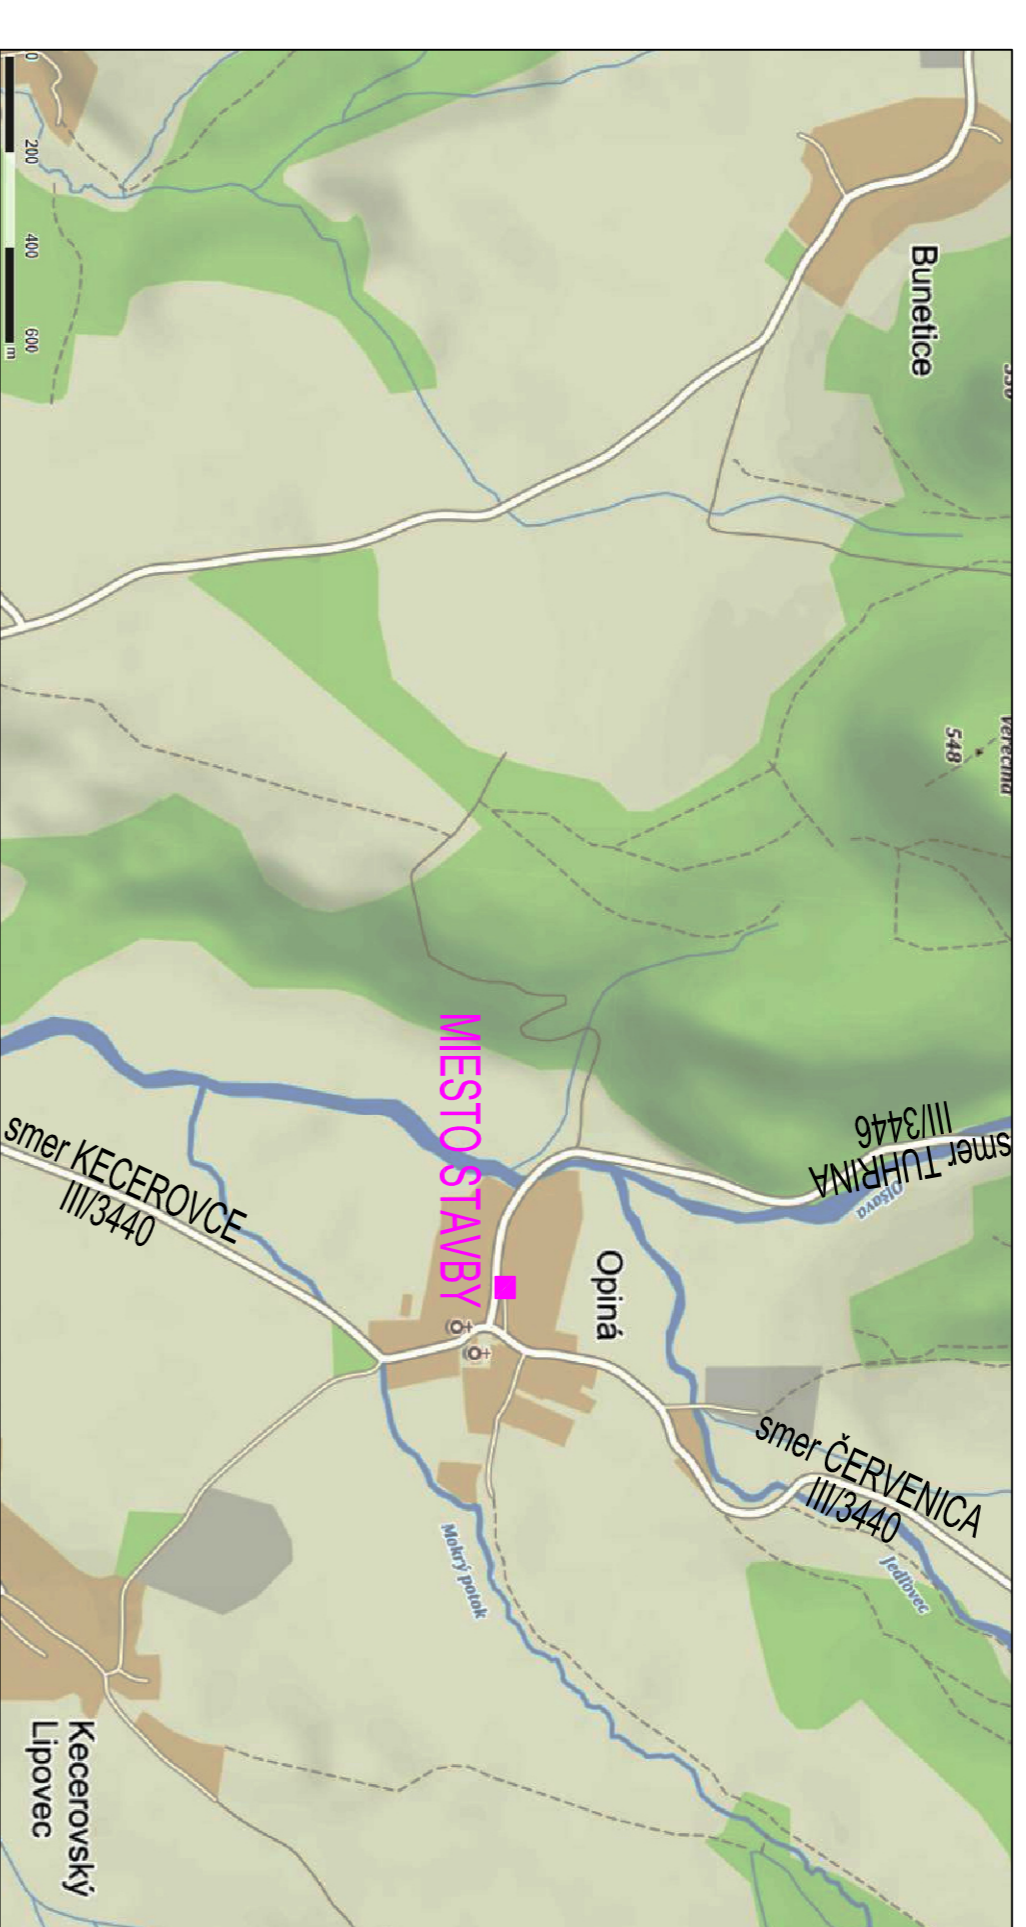 Bunetice
548
Opiná
MIESTO STAVBY
smer TUHRINA
III/3446
Olšava
smer ČERVENICA
III/3440
Jedľovec
smer KECEROVCE
III/3440
Mokrý potok
Kecerovský
Lipovec
0 200 400 600 m